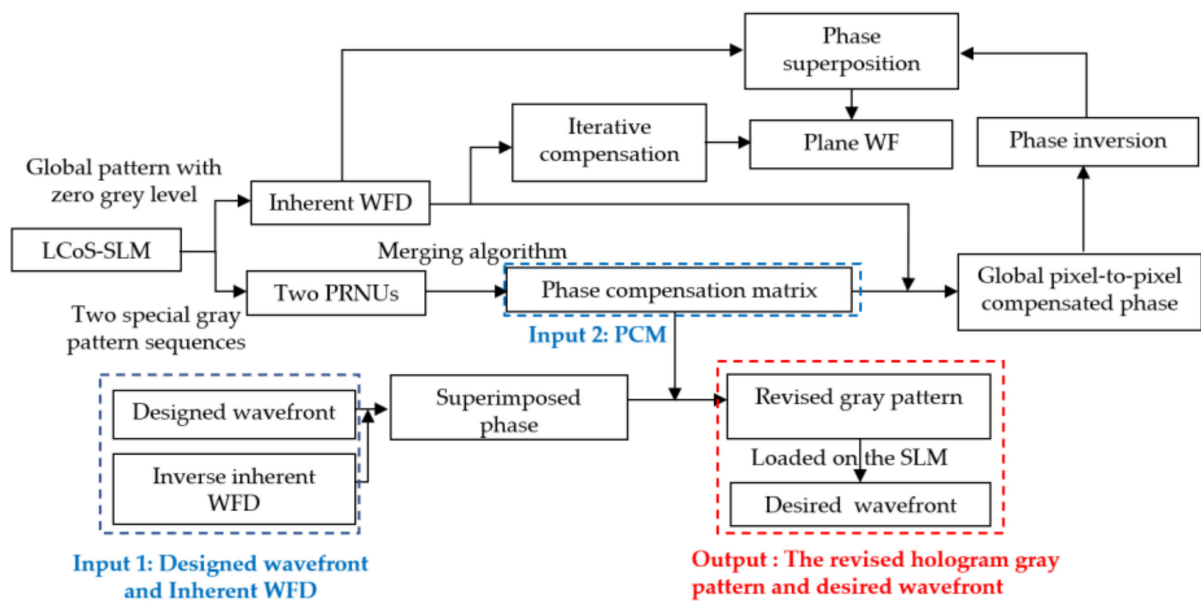 Phase
superposition
Iterative
compensation
Plane WF
Phase inversion
Global pattern with
zero grey level
Inherent WFD
LCoS-SLM
Merging algorithm
Two PRNUs
Phase compensation matrix
Global pixel-to-pixel
compensated phase
Two special gray
pattern sequences
Input 2: PCM
Designed wavefront
Superimposed
phase
Revised gray pattern
Inverse inherent
WFD
Loaded on the SLM
Desired wavefront
Input 1: Designed wavefront
and Inherent WFD
Output : The revised hologram gray
pattern and desired wavefront